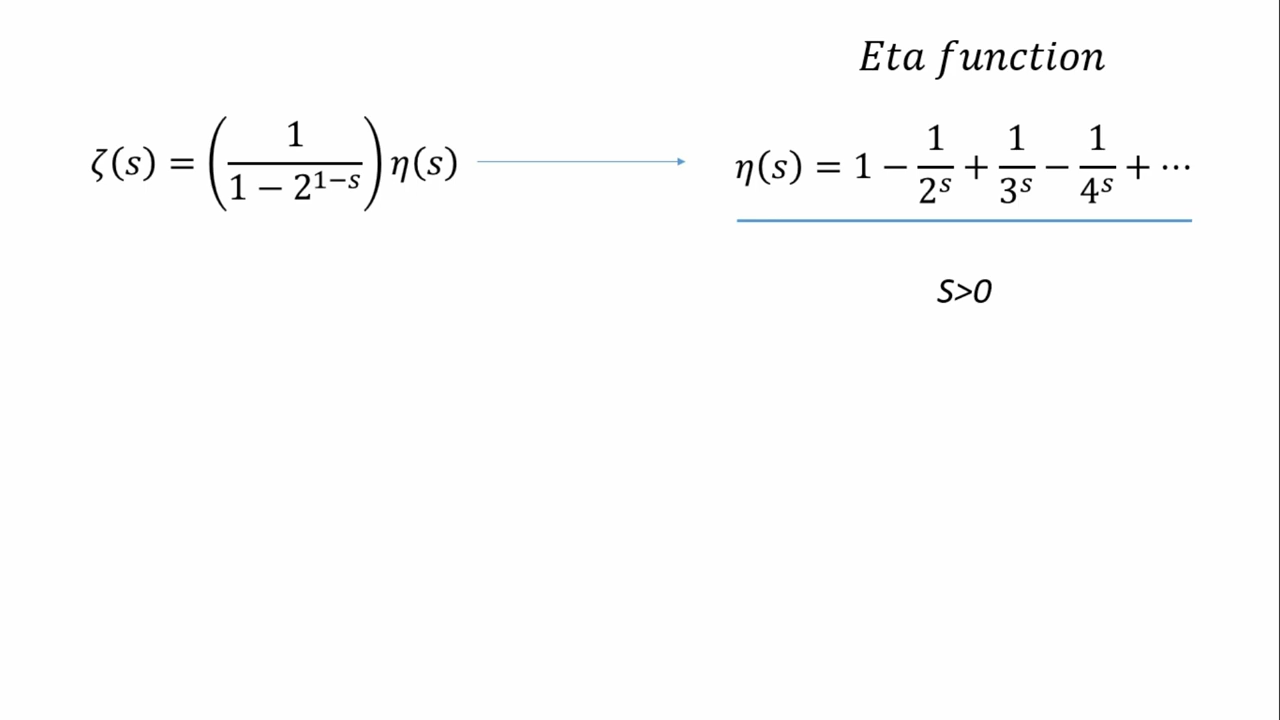 Eta function
ζ(s) = (1/(1 − 2^{1−s})) η(s)
η(s) = 1 − 1/2^s + 1/3^s − 1/4^s + ⋯
S>0